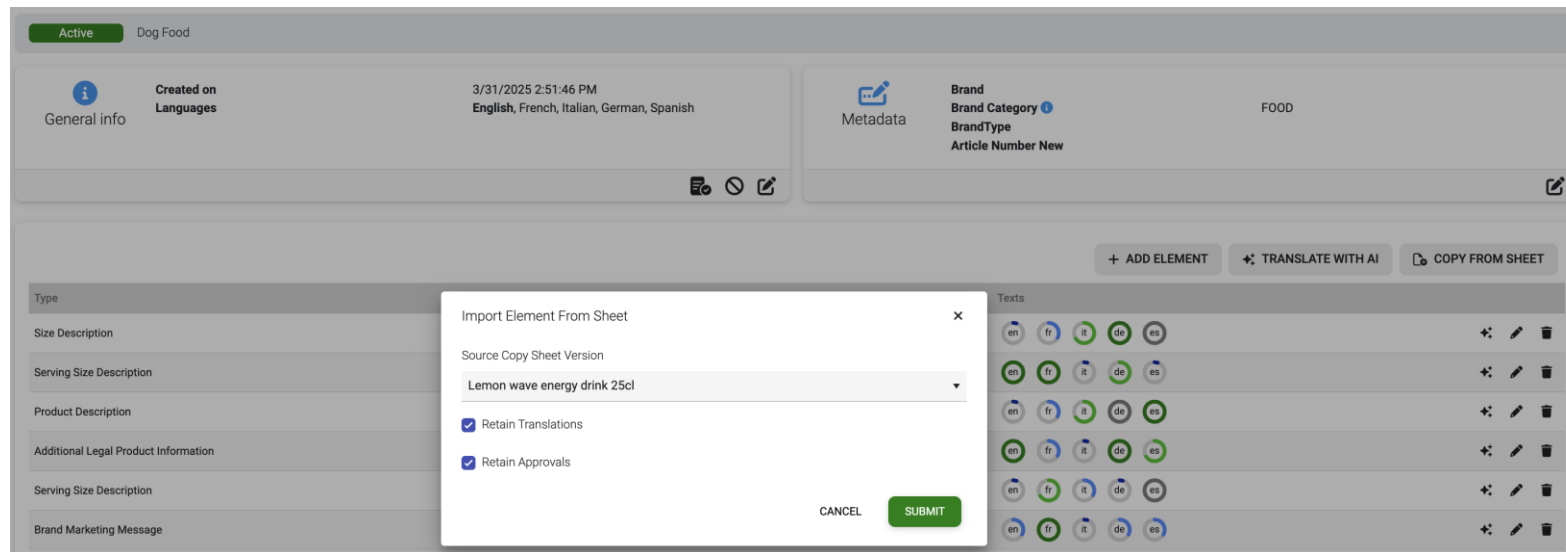 Active Dog Food
General info
Created on 3/31/2025 2:51:46 PM
Languages English, French, Italian, German, Spanish
Metadata
Brand
Brand Category FOOD
BrandType
Article Number New
+ ADD ELEMENT TRANSLATE WITH AI COPY FROM SHEET
Type Texts
Size Description en fr it de es
Serving Size Description en fr it de es
Product Description en fr it de es
Additional Legal Product Information en fr it de es
Serving Size Description en fr it de es
Brand Marketing Message en fr it de es
Import Element From Sheet
Source Copy Sheet Version
Lemon wave energy drink 25cl
Retain Translations
Retain Approvals
CANCEL SUBMIT